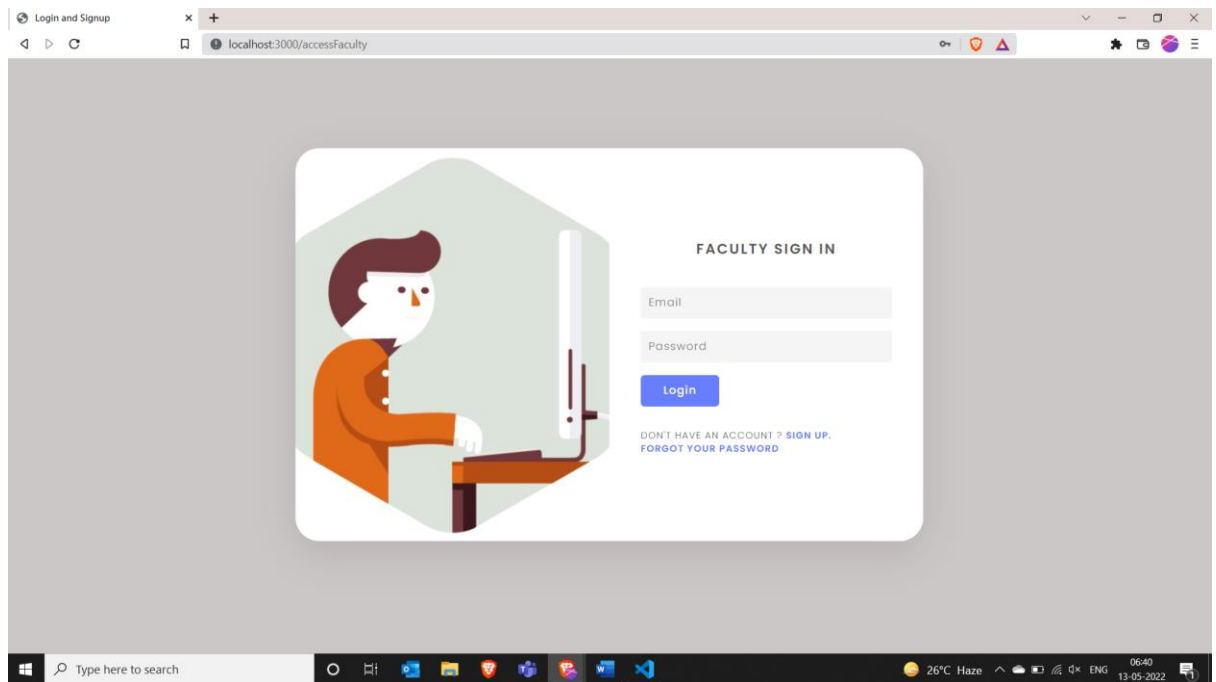 Login and Signup
localhost:3000/accessFaculty
FACULTY SIGN IN
Email
Password
Login
DON'T HAVE AN ACCOUNT ? SIGN UP.
FORGOT YOUR PASSWORD
Type here to search
26°C Haze
ENG
06:40
13-05-2022